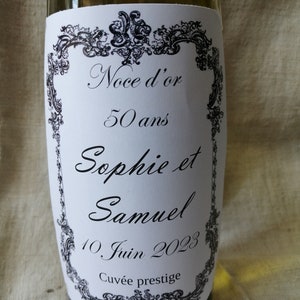 Noce d'or
50 ans
Sophie et
Samuel
10 Juin 2023
Cuvée prestige